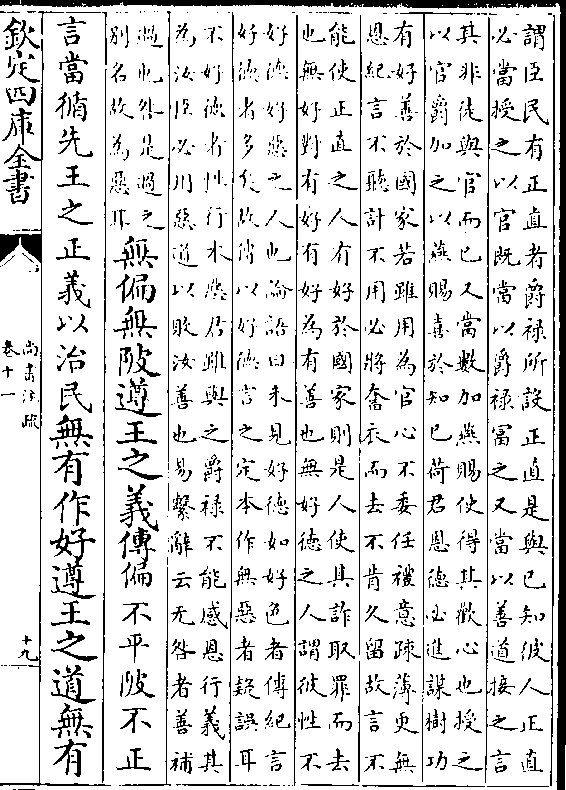 謂臣民有正直者爵禄所設正直是與已知彼人正直
必當授之以官既當以爵禄富之又當以善道接之言
其非徒與官而已又當數加燕賜使得其歡心也授之
以官爵加之以燕賜喜於知已荷君恩德必進謀樹功
有好善於國家若雖用為官心不委任禮意疎薄更無
恩紀言不聽計不用必將奮衣而去不肯久留故言不
能使正直之人有好於國家則是人使其詐取罪而去
也無好對有好有好為有善也無好德之人謂彼性不
好德好惡之人也論語曰未見好德如好色者傳紀言
好德者多矣故傳以好德言之定本作無惡者疑誤耳
不好德者性行本惡君雖與之爵禄不能感恩行義其
為汝臣必用惡道以敗汝善也易繫辭云无咎者善補
過也咎是過之
別名故為惡耳
無偏無陂遵王之義傳偏不平陂不正
言當循先王之正義以治民無有作好遵王之道無有
欽定四庫全書
尚書注疏
卷十一
十九